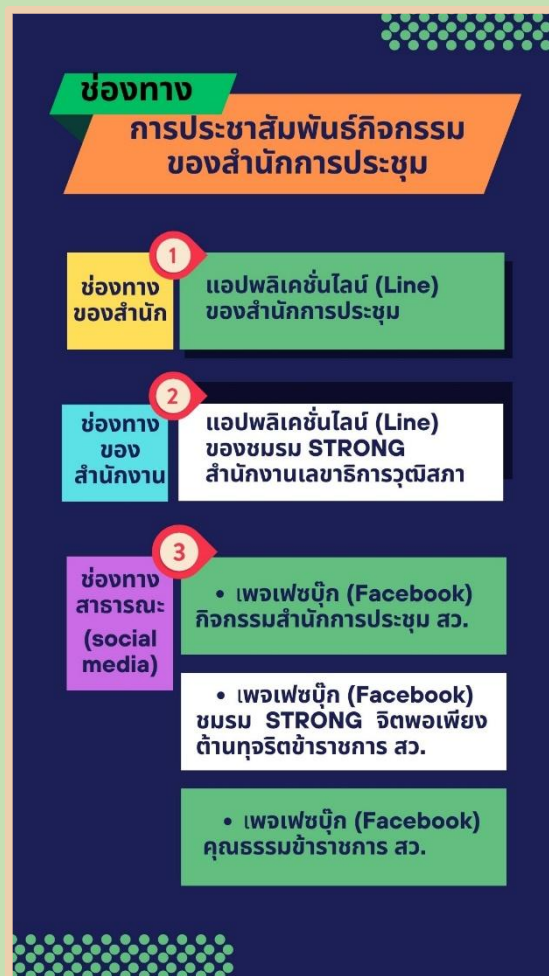 ช่องทาง
การประชาสัมพันธ์กิจกรรม
ของสำนักการประชุม
1
ช่องทาง
ของสำนัก
แอปพลิเคชั่นไลน์ (Line)
ของสำนักการประชุม
2
ช่องทาง
ของ
สำนักงาน
แอปพลิเคชั่นไลน์ (Line)
ของชมรม STRONG
สำนักงานเลขาธิการวุฒิสภา
3
ช่องทาง
สาธารณะ
(social
media)
• เพจเฟซบุ๊ก (Facebook)
กิจกรรมสำนักการประชุม สว.
• เพจเฟซบุ๊ก (Facebook)
ชมรม STRONG จิตพอเพียง
ต้านทุจริตข้าราชการ สว.
• เพจเฟซบุ๊ก (Facebook)
คุณธรรมข้าราชการ สว.